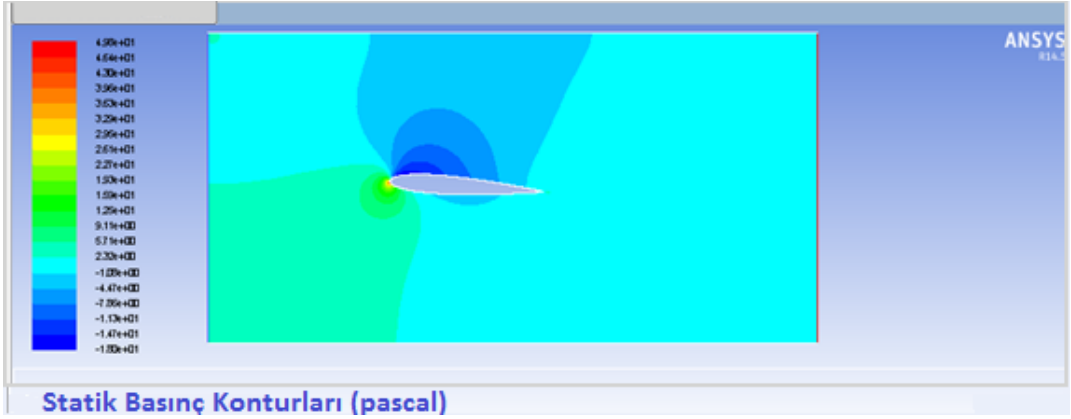 4.98e+01
4.64e+01
4.30e+01
3.96e+01
3.63e+01
3.29e+01
2.95e+01
2.61e+01
2.27e+01
1.93e+01
1.59e+01
1.25e+01
9.11e+00
5.71e+00
2.32e+00
-1.08e+00
-4.47e+00
-7.86e+00
-1.13e+01
-1.47e+01
-1.80e+01
ANSYS
R14.5
Statik Basınç Konturları (pascal)